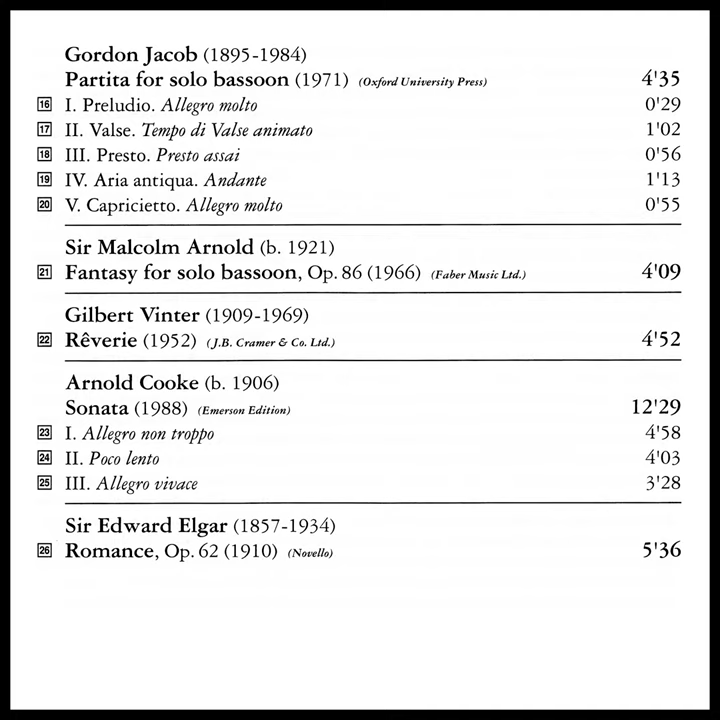 Gordon Jacob (1895-1984)
Partita for solo bassoon (1971) (Oxford University Press) 4'35
16 I. Preludio. Allegro molto 0'29
17 II. Valse. Tempo di Valse animato 1'02
18 III. Presto. Presto assai 0'56
19 IV. Aria antiqua. Andante 1'13
20 V. Capricietto. Allegro molto 0'55
Sir Malcolm Arnold (b. 1921)
21 Fantasy for solo bassoon, Op. 86 (1966) (Faber Music Ltd.) 4'09
Gilbert Vinter (1909-1969)
22 Rêverie (1952) (J.B. Cramer & Co. Ltd.) 4'52
Arnold Cooke (b. 1906)
Sonata (1988) (Emerson Edition) 12'29
23 I. Allegro non troppo 4'58
24 II. Poco lento 4'03
25 III. Allegro vivace 3'28
Sir Edward Elgar (1857-1934)
26 Romance, Op. 62 (1910) (Novello) 5'36